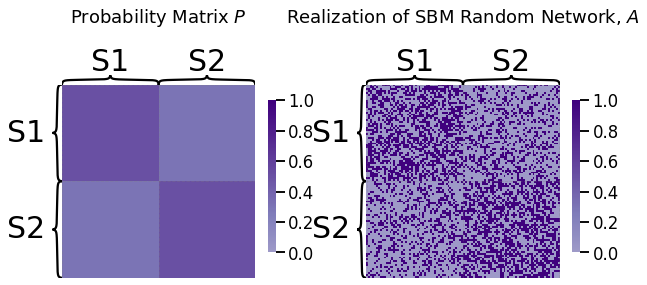 Probability Matrix P
S1 S2
S1
S2
1.0
0.8
0.6
0.4
0.2
0.0
Realization of SBM Random Network, A
S1 S2
S1
S2
1.0
0.8
0.6
0.4
0.2
0.0